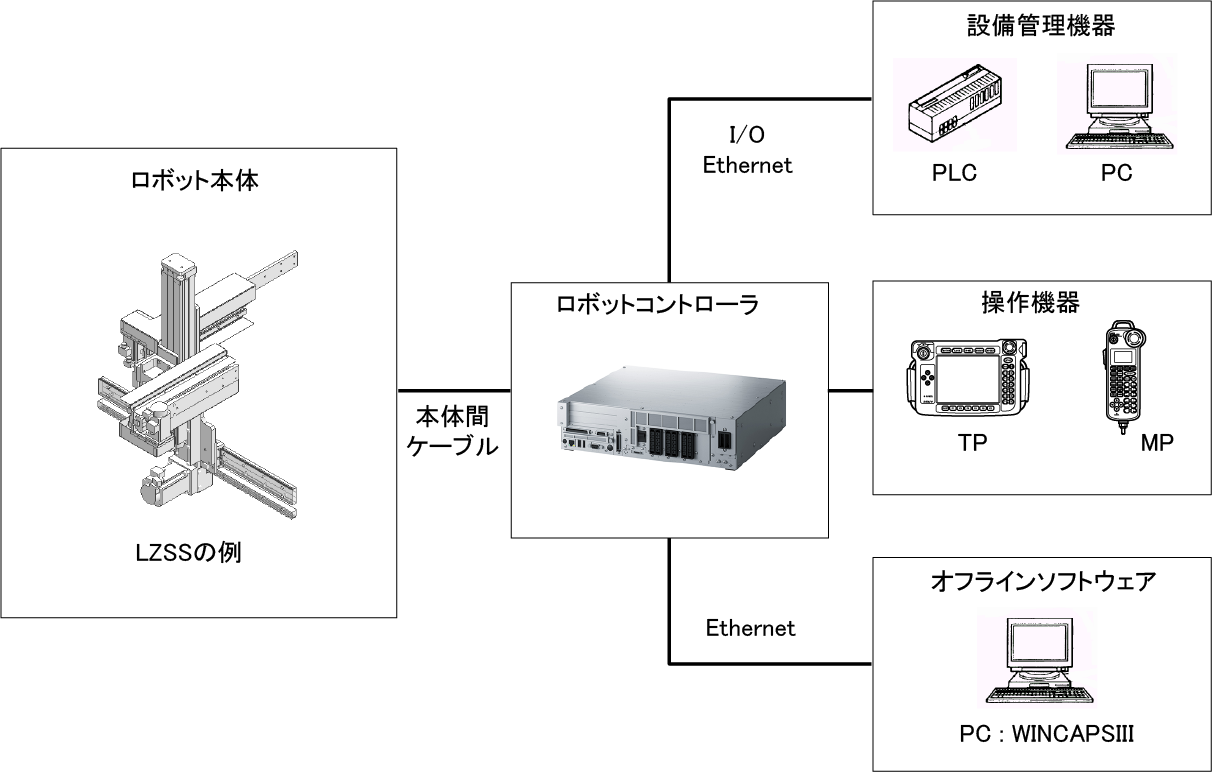 設備管理機器
PLC
PC
I/O
Ethernet
ロボット本体
LZSSの例
本体間
ケーブル
ロボットコントローラ
操作機器
TP
MP
Ethernet
オフラインソフトウェア
PC : WINCAPSIII